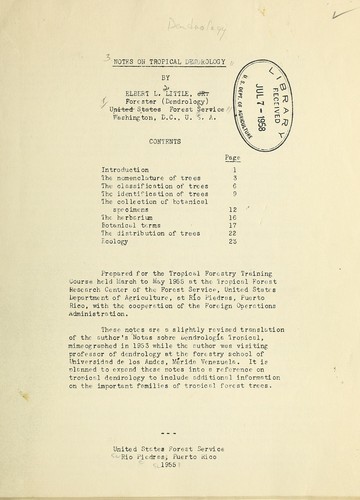 Dendrology
NOTES ON TROPICAL DENDROLOGY
BY
ELBERT L. LITTLE, JR.
Forester (Dendrology)
United States Forest Service
Washington, D.C., U. S. A.
LIBRARY
RECEIVED
JUL 7 - 1958
U. S. DEPT. OF AGRICULTURE
CONTENTS
Page
Introduction 1
The nomenclature of trees 3
The classification of trees 6
The identification of trees 9
The collection of botanical
specimens 12
The herbarium 16
Botanical terms 17
The distribution of trees 22
Ecology 25
Prepared for the Tropical Forestry Training
Course held March to May 1955 at the Tropical Forest
Research Center of the Forest Service, United States
Department of Agriculture, at Río Piedras, Puerto
Rico, with the cooperation of the Foreign Operations
Administration.
These notes are a slightly revised translation
of the author's Notas sobre Dendrología Tropical,
mimeographed in 1953 while the author was visiting
professor of dendrology at the forestry school of
Universidad de los Andes, Mérida Venezuela. It is
planned to expand these notes into a reference on
tropical dendrology to include additional information
on the important families of tropical forest trees.
- - -
United States Forest Service
Río Piedras, Puerto Rico
1955